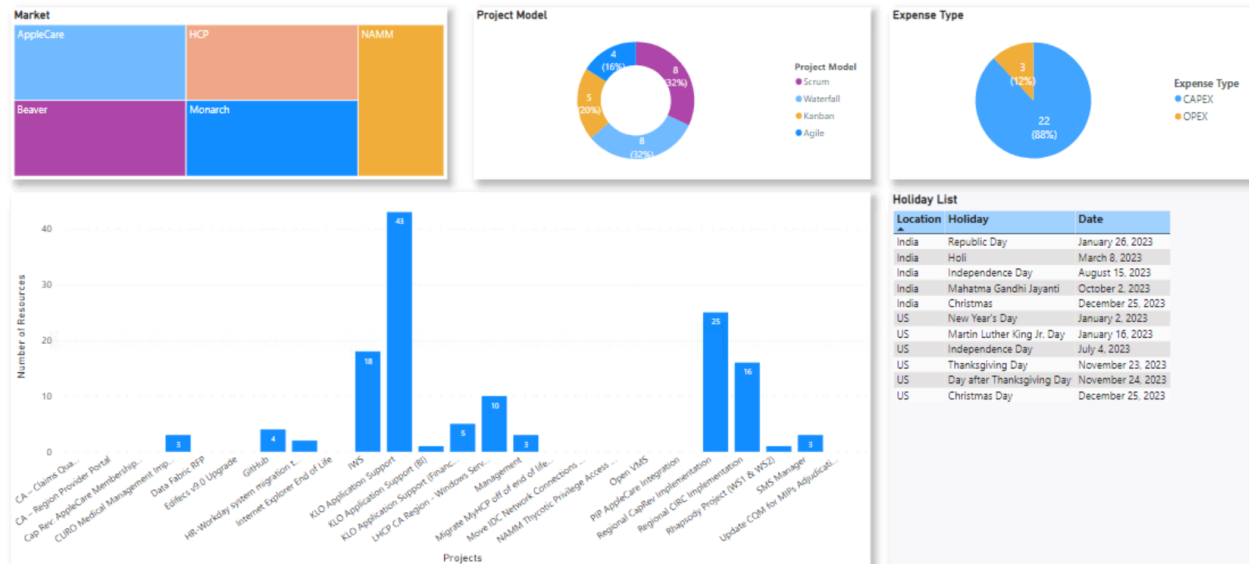 Market
AppleCare
HCP
NAMM
Beaver
Monarch
Project Model
4
(16%)
8
(32%)
5
(20%)
8
(32%)
Project Model
Scrum
Waterfall
Kanban
Agile
Expense Type
3
(12%)
22
(88%)
Expense Type
CAPEX
OPEX
Number of Resources
40
30
20
10
0
3
4
18
43
5
10
3
25
16
3
CA – Claims Qua...
CA – Region Provider Portal
Cap Rev: AppleCare Membership...
CURO Medical Management Imp...
Data Fabric RFP
Edifecs v9.0 Upgrade
GitHub
HR-Workday system migration t...
Internet Explorer End of Life
IWS
KLO Application Support
KLO Application Support (BI)
KLO Application Support (Financ...
LHCP CA Region - Windows Serv...
Management
Migrate MyHCP off of end of life...
Move IDC Network Connections ...
NAMM Thycotic Privilege Access ...
Open VMS
PIP AppleCare Integration
Regional CapRev Implementation
Regional CIRC Implementation
Rhapsody Project (WS1 & WS2)
SMS Manager
Update CQM for MIPs Adjudicati...
Projects
Holiday List
Location Holiday Date
India Republic Day January 26, 2023
India Holi March 8, 2023
India Independence Day August 15, 2023
India Mahatma Gandhi Jayanti October 2, 2023
India Christmas December 25, 2023
US New Year's Day January 2, 2023
US Martin Luther King Jr. Day January 16, 2023
US Independence Day July 4, 2023
US Thanksgiving Day November 23, 2023
US Day after Thanksgiving Day November 24, 2023
US Christmas Day December 25, 2023